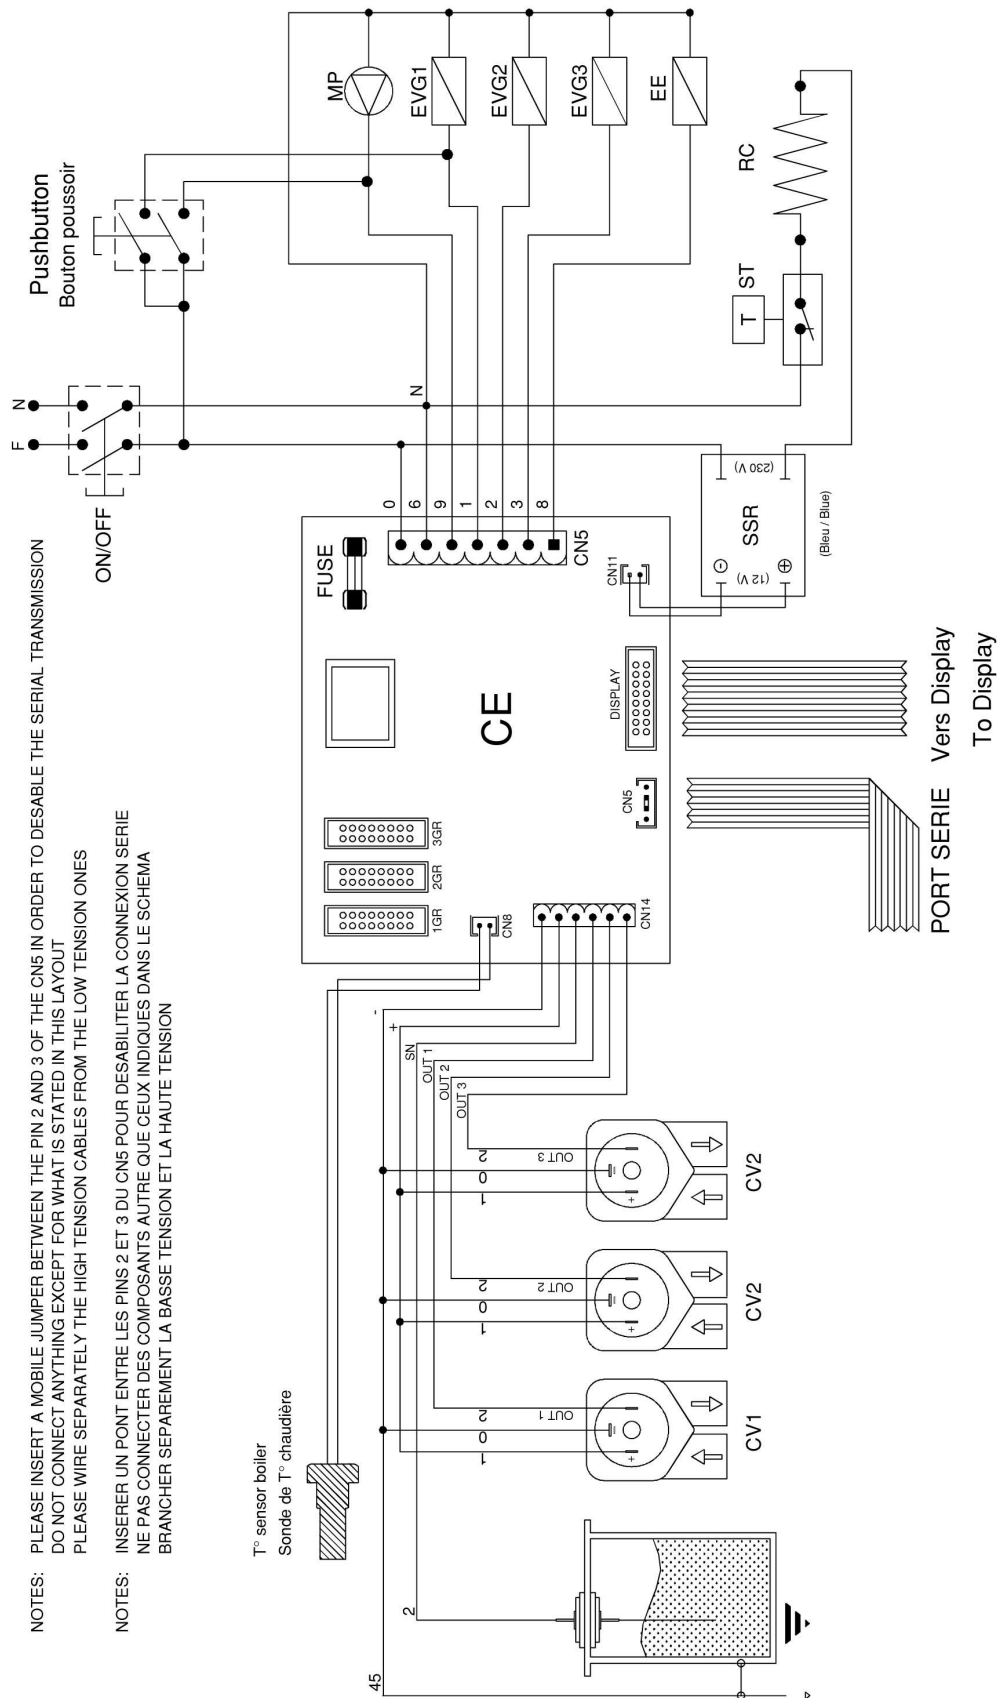 NOTES: PLEASE INSERT A MOBILE JUMPER BETWEEN THE PIN 2 AND 3 OF THE CN5 IN ORDER TO DESABLE THE SERIAL TRANSMISSION
DO NOT CONNECT ANYTHING EXCEPT FOR WHAT IS STATED IN THIS LAYOUT
PLEASE WIRE SEPARATELY THE HIGH TENSION CABLES FROM THE LOW TENSION ONES
NOTES: INSERER UN PONT ENTRE LES PINS 2 ET 3 DU CN5 POUR DESABILITER LA CONNEXION SERIE
NE PAS CONNECTER DES COMPOSANTS AUTRE QUE CEUX INDIQUES DANS LE SCHEMA
BRANCHER SEPAREMENT LA BASSE TENSION ET LA HAUTE TENSION
ON/OFF
F
N
Pushbutton
Bouton poussoir
MP
EVG1
EVG2
EVG3
EE
RC
ST
T
N
0
6
9
1
2
3
8
CN5
FUSE
CE
1GR
2GR
3GR
CN8
CN14
CN5
DISPLAY
CN11
SSR
(12 V)
(230 V)
(Bleu / Blue)
- 
+
T° sensor boiler
Sonde de T° chaudière
-
+
SN
OUT 1
OUT 2
OUT 3
45
2
1
0
2
OUT 1
+
-
CV1
1
0
2
OUT 2
+
-
CV2
1
0
2
OUT 3
+
-
CV2
PORT SERIE
Vers Display
To Display